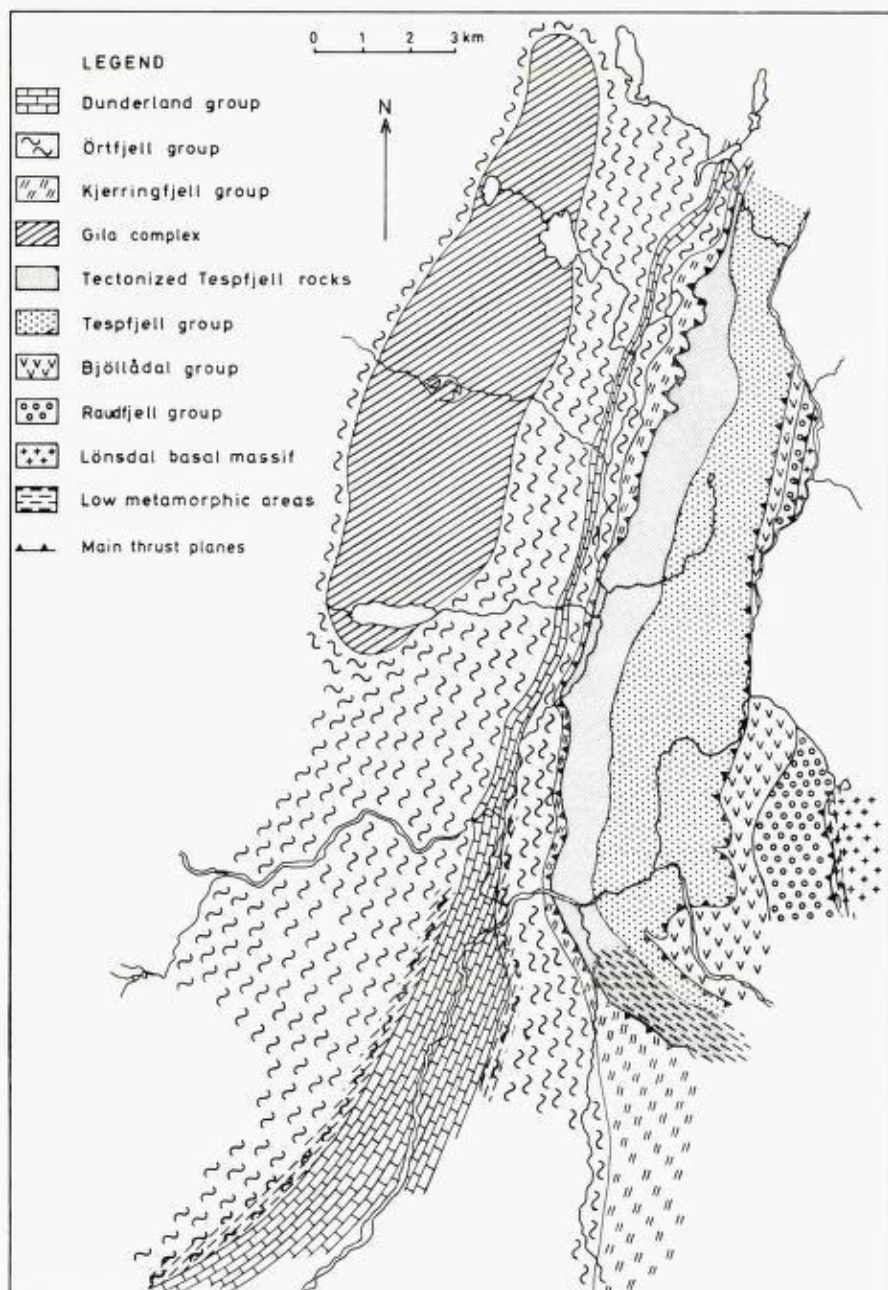 0 1 2 3 km
LEGEND
Dunderland group
Örtfjell group
Kjerringfjell group
Gila complex
Tectonized Tespfjell rocks
Tespfjell group
Bjöllådal group
Raudfjell group
Lönsdal basal massif
Low metamorphic areas
Main thrust planes
N